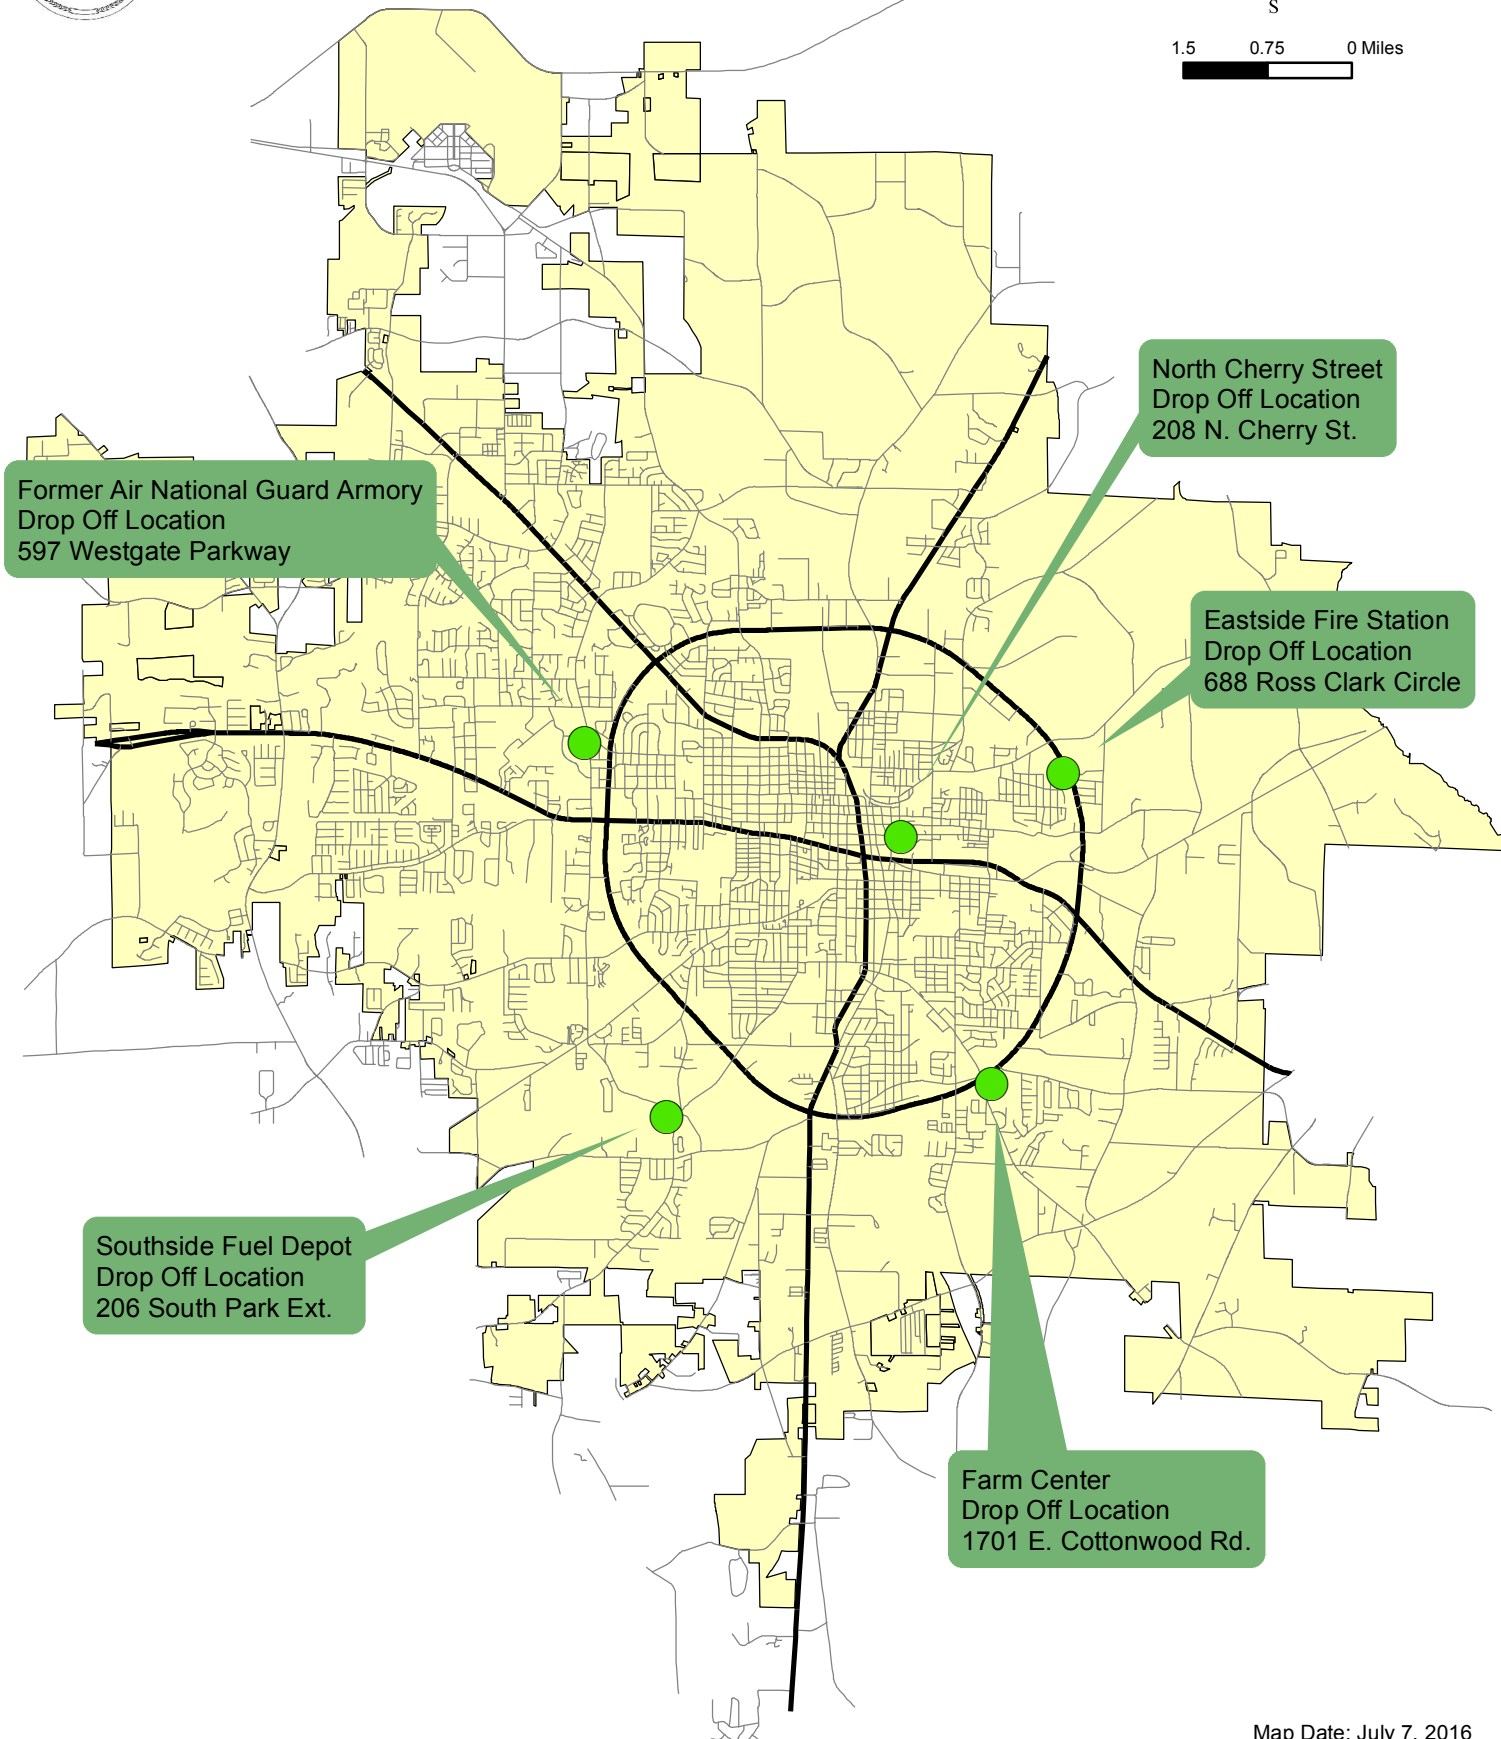 S
1.5 0.75 0 Miles
North Cherry Street
Drop Off Location
208 N. Cherry St.
Former Air National Guard Armory
Drop Off Location
597 Westgate Parkway
Eastside Fire Station
Drop Off Location
688 Ross Clark Circle
Southside Fuel Depot
Drop Off Location
206 South Park Ext.
Farm Center
Drop Off Location
1701 E. Cottonwood Rd.
Map Date: July 7, 2016